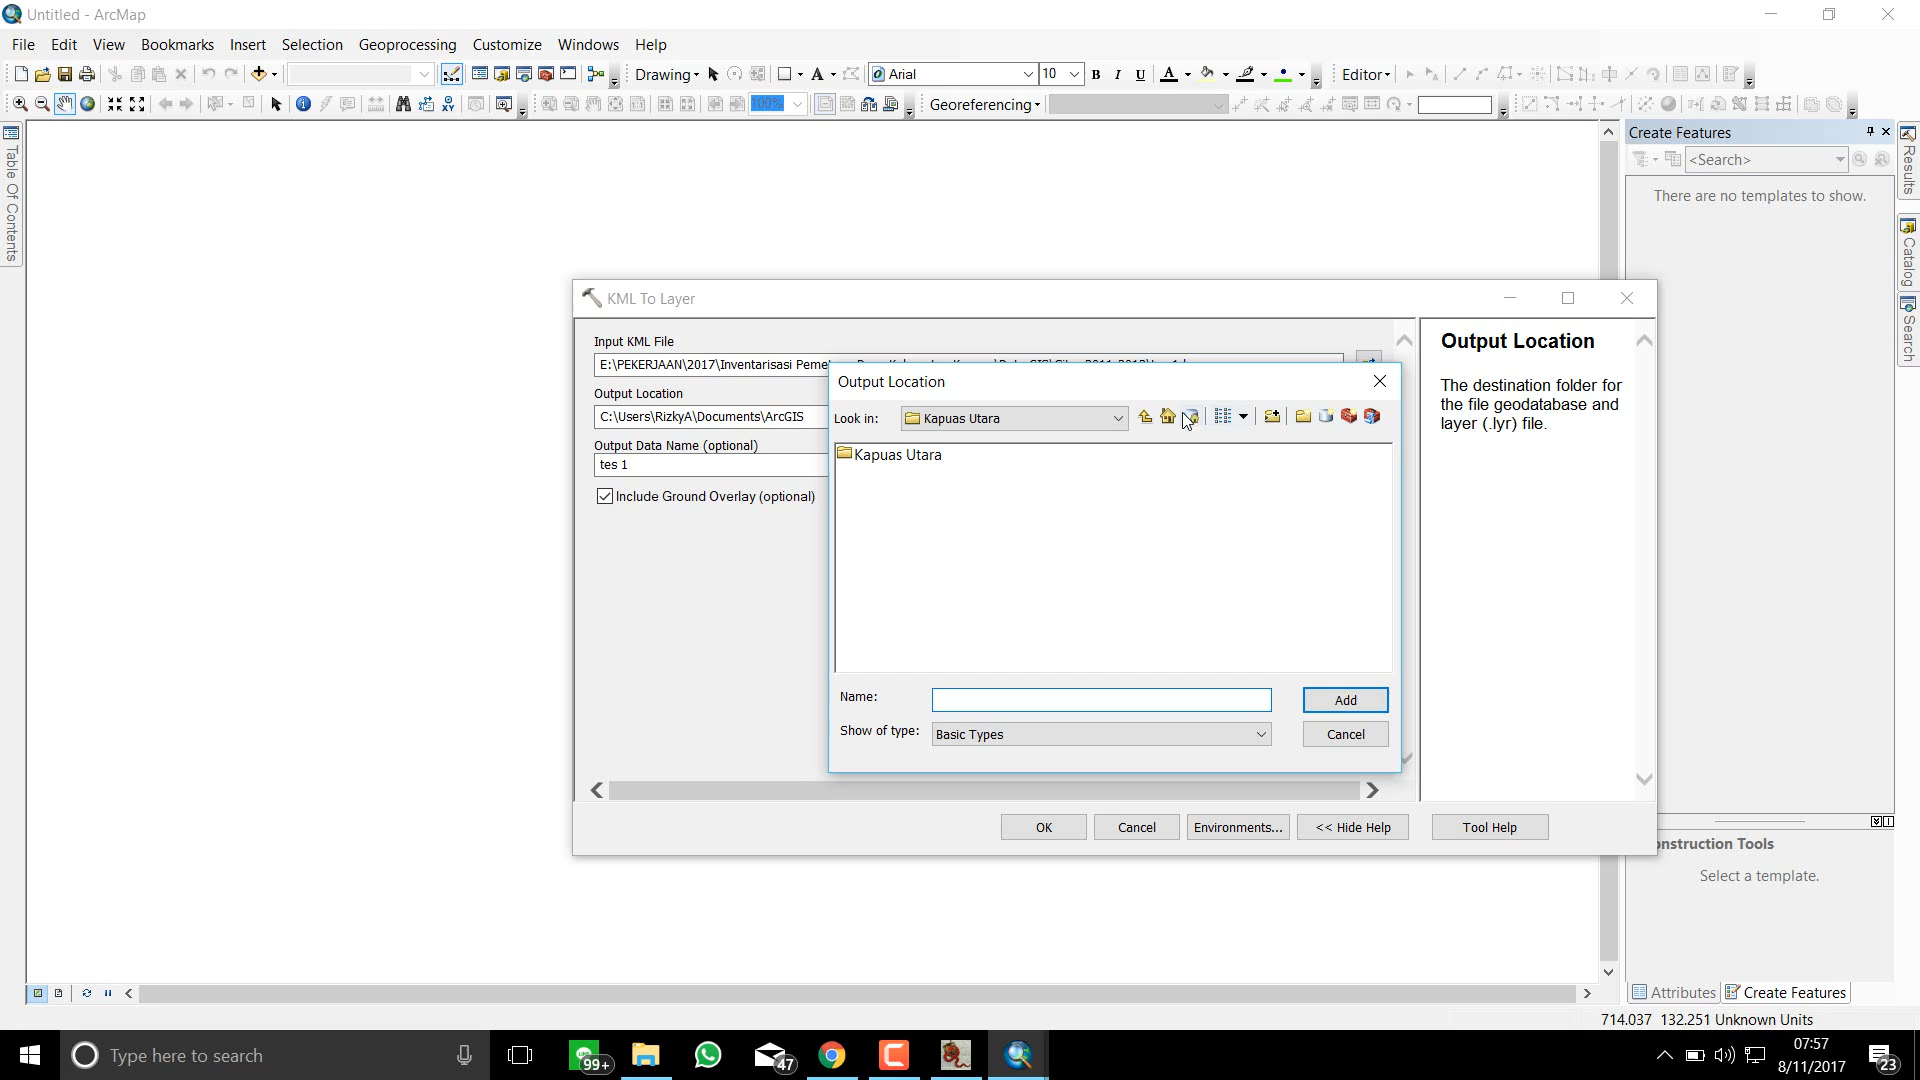 Untitled - ArcMap
File Edit View Bookmarks Insert Selection Geoprocessing Customize Windows Help
Drawing Arial 10 B I U A Editor
100% Georeferencing
Table Of Contents
Create Features
<Search>
There are no templates to show.
Results
Catalog
Search
KML To Layer
Input KML File
E:\PEKERJAAN\2017\Inventarisasi
Output Location
C:\Users\RizkyA\Documents\ArcGIS
Output Data Name (optional)
tes 1
Include Ground Overlay (optional)
Output Location
Look in: Kapuas Utara
Kapuas Utara
Name:
Add
Show of type: Basic Types
Cancel
Output Location
The destination folder for
the file geodatabase and
layer (.lyr) file.
OK Cancel Environments... << Hide Help Tool Help
onstruction Tools
Select a template.
Attributes Create Features
714.037 132.251 Unknown Units
Type here to search
99+
47
07:57
8/11/2017
23